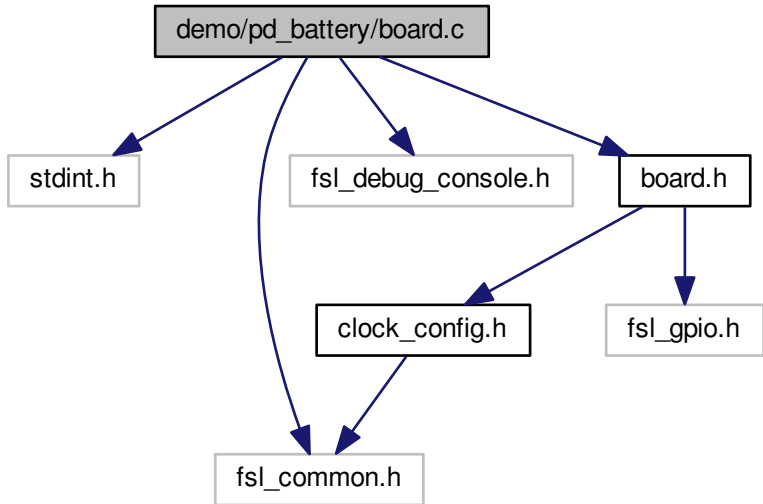 demo/pd_battery/board.c
stdint.h
fsl_debug_console.h
board.h
clock_config.h
fsl_gpio.h
fsl_common.h